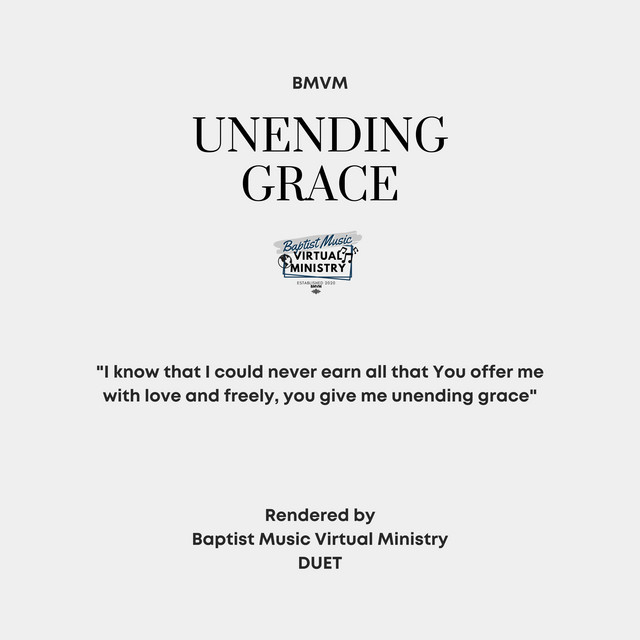 BMVM
UNENDING
GRACE
Baptist Music
VIRTUAL
MINISTRY
ESTABLISHED 2020
BMVM
"I know that I could never earn all that You offer me
with love and freely, you give me unending grace"
Rendered by
Baptist Music Virtual Ministry
DUET